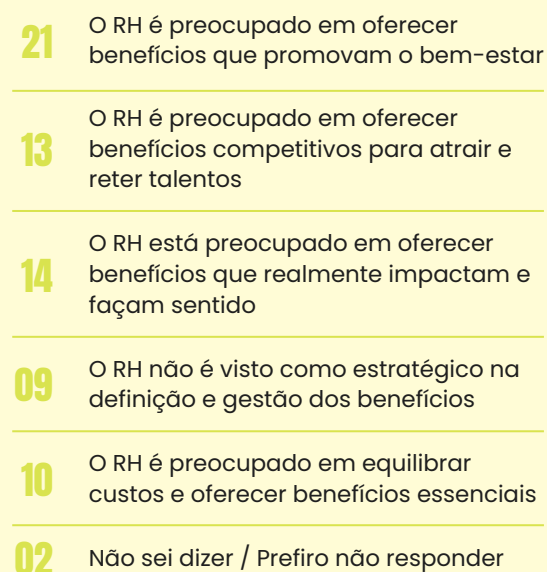 21
O RH é preocupado em oferecer
benefícios que promovam o bem-estar
13
O RH é preocupado em oferecer
benefícios competitivos para atrair e
reter talentos
14
O RH está preocupado em oferecer
benefícios que realmente impactam e
façam sentido
09
O RH não é visto como estratégico na
definição e gestão dos benefícios
10
O RH é preocupado em equilibrar
custos e oferecer benefícios essenciais
02
Não sei dizer / Prefiro não responder